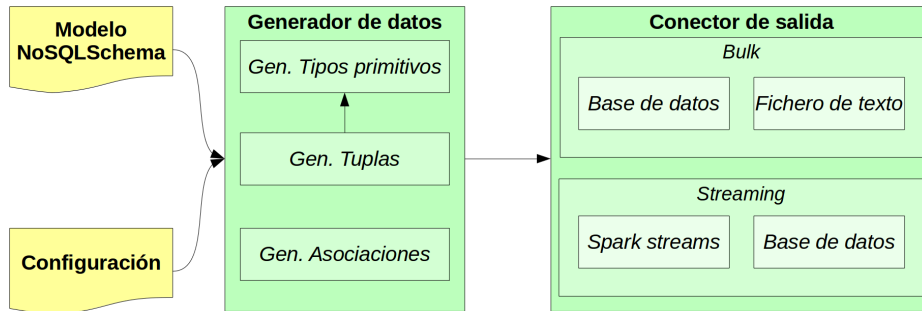 Modelo
NoSQLSchema
Configuración
Generador de datos
Gen. Tipos primitivos
Gen. Tuplas
Gen. Asociaciones
Conector de salida
Bulk
Base de datos
Fichero de texto
Streaming
Spark streams
Base de datos